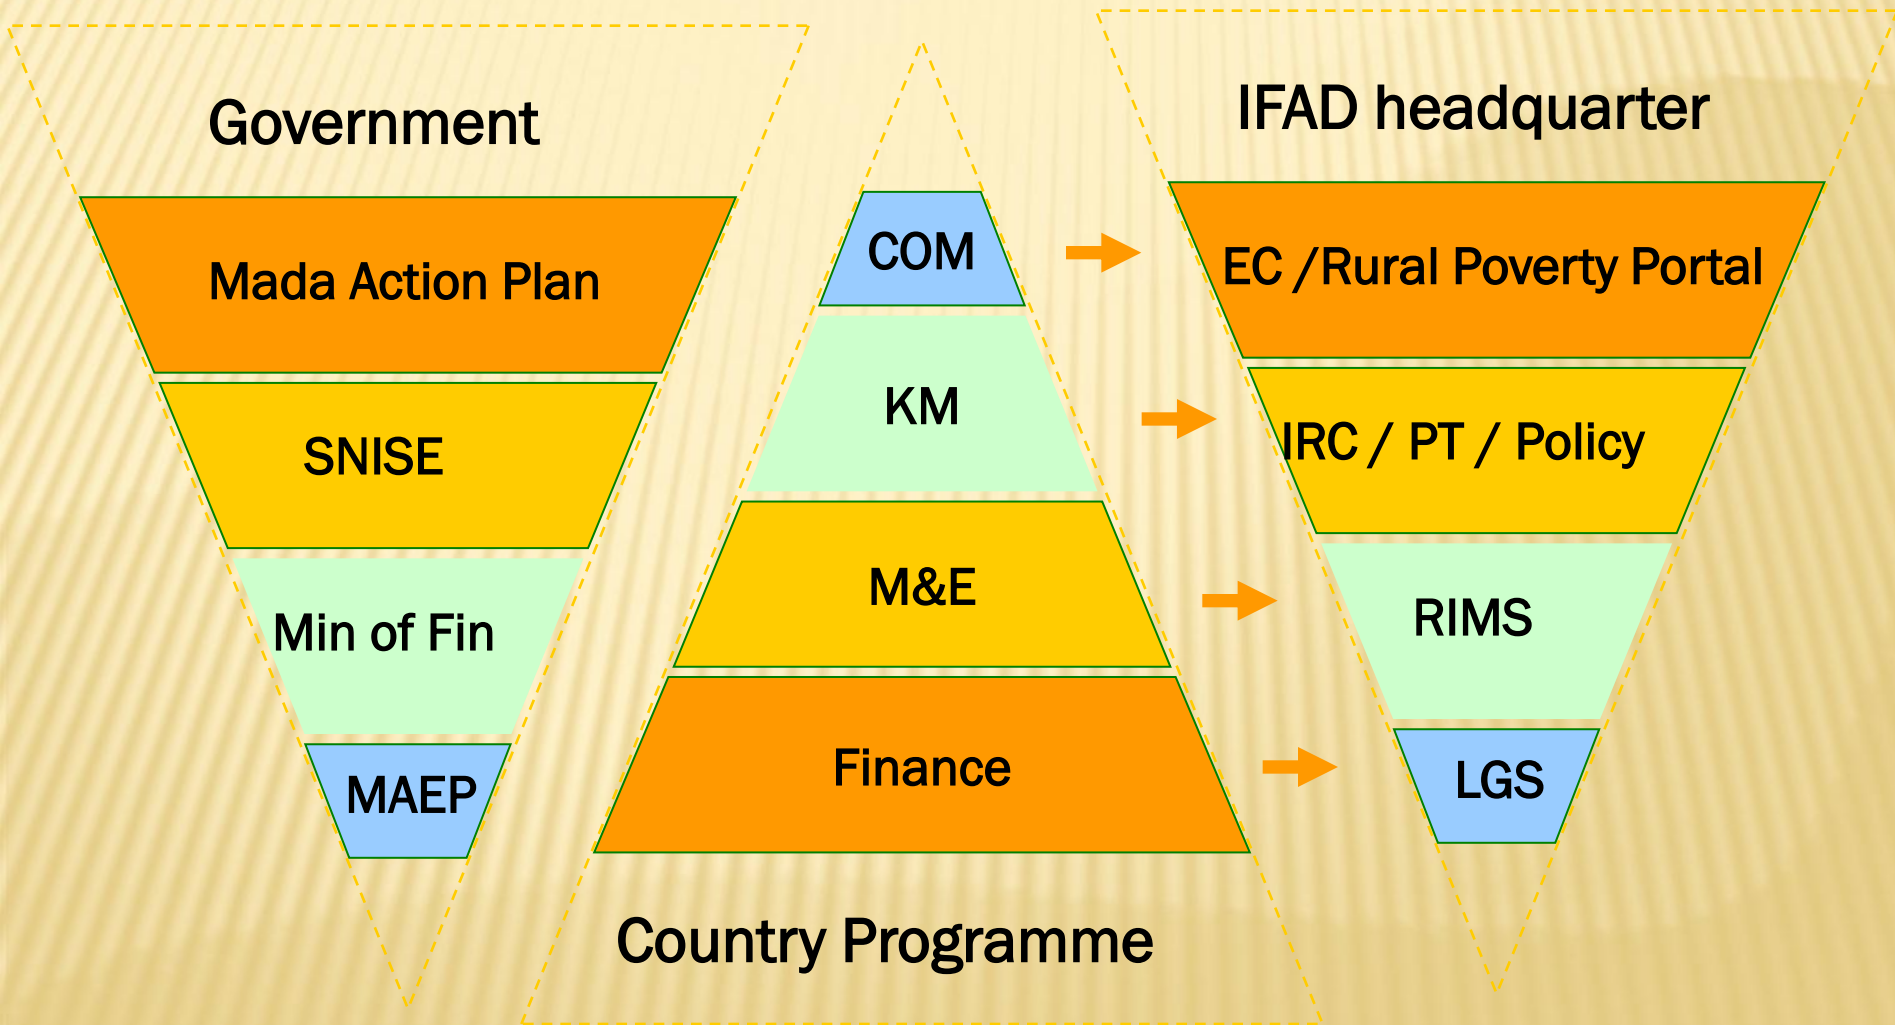 Government
Mada Action Plan
SNISE
Min of Fin
MAEP
COM
KM
M&E
Finance
Country Programme
IFAD headquarter
EC /Rural Poverty Portal
IRC / PT / Policy
RIMS
LGS